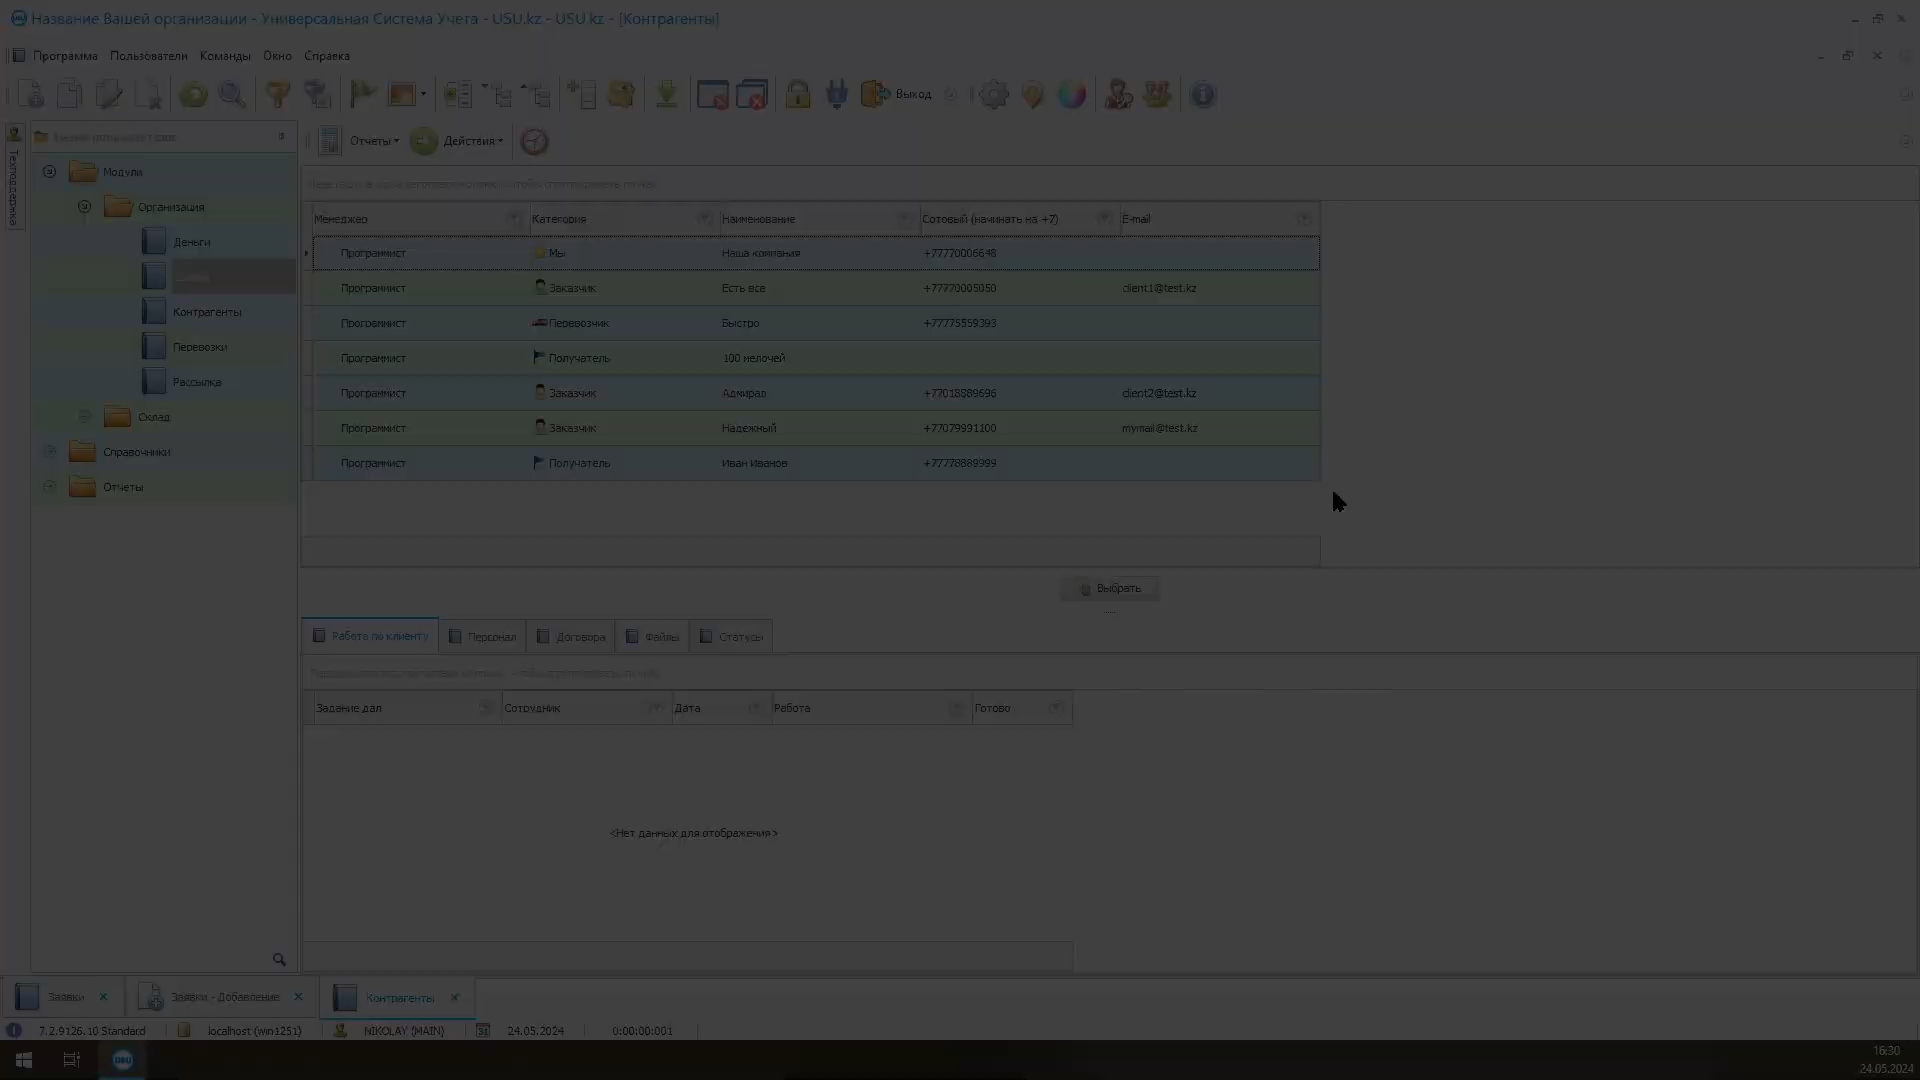 Название Вашей организации - Универсальная Система Учета - USU.kz - USU.kz - [Контрагенты]
Программа Пользователи Команды Окно Справка
Выход
Отчеты Действия
Техподдержка
Модули
Организация
Деньги
Контрагенты
Перевозки
Рассылка
Склад
Справочники
Отчеты
Менеджер Категория Наименование Сотовый (начинать на +7) E-mail
Программист Мы Наша компания +77770006648
Программист Заказчик Есть все +77770005050 client1@test.kz
Программист Перевозчик Быстро +77775559393
Программист Получатель 100 мелочей
Программист Заказчик Адмирал +77018889696 client2@test.kz
Программист Заказчик Надежный +77079991100 mymail@test.kz
Программист Получатель Иван Иванов +77778889999
Выбрать
Работа по клиенту Персонал Договора Файлы Статусы
Задание дал Сотрудник Дата Работа Готово
<Нет данных для отображения>
Заявки Заявки - Добавление Контрагенты
7.2.9126.10 Standard localhost (win1251) NIKOLAY (MAIN) 31 24.05.2024 0:00:00:001
USU
16:30
24.05.2024